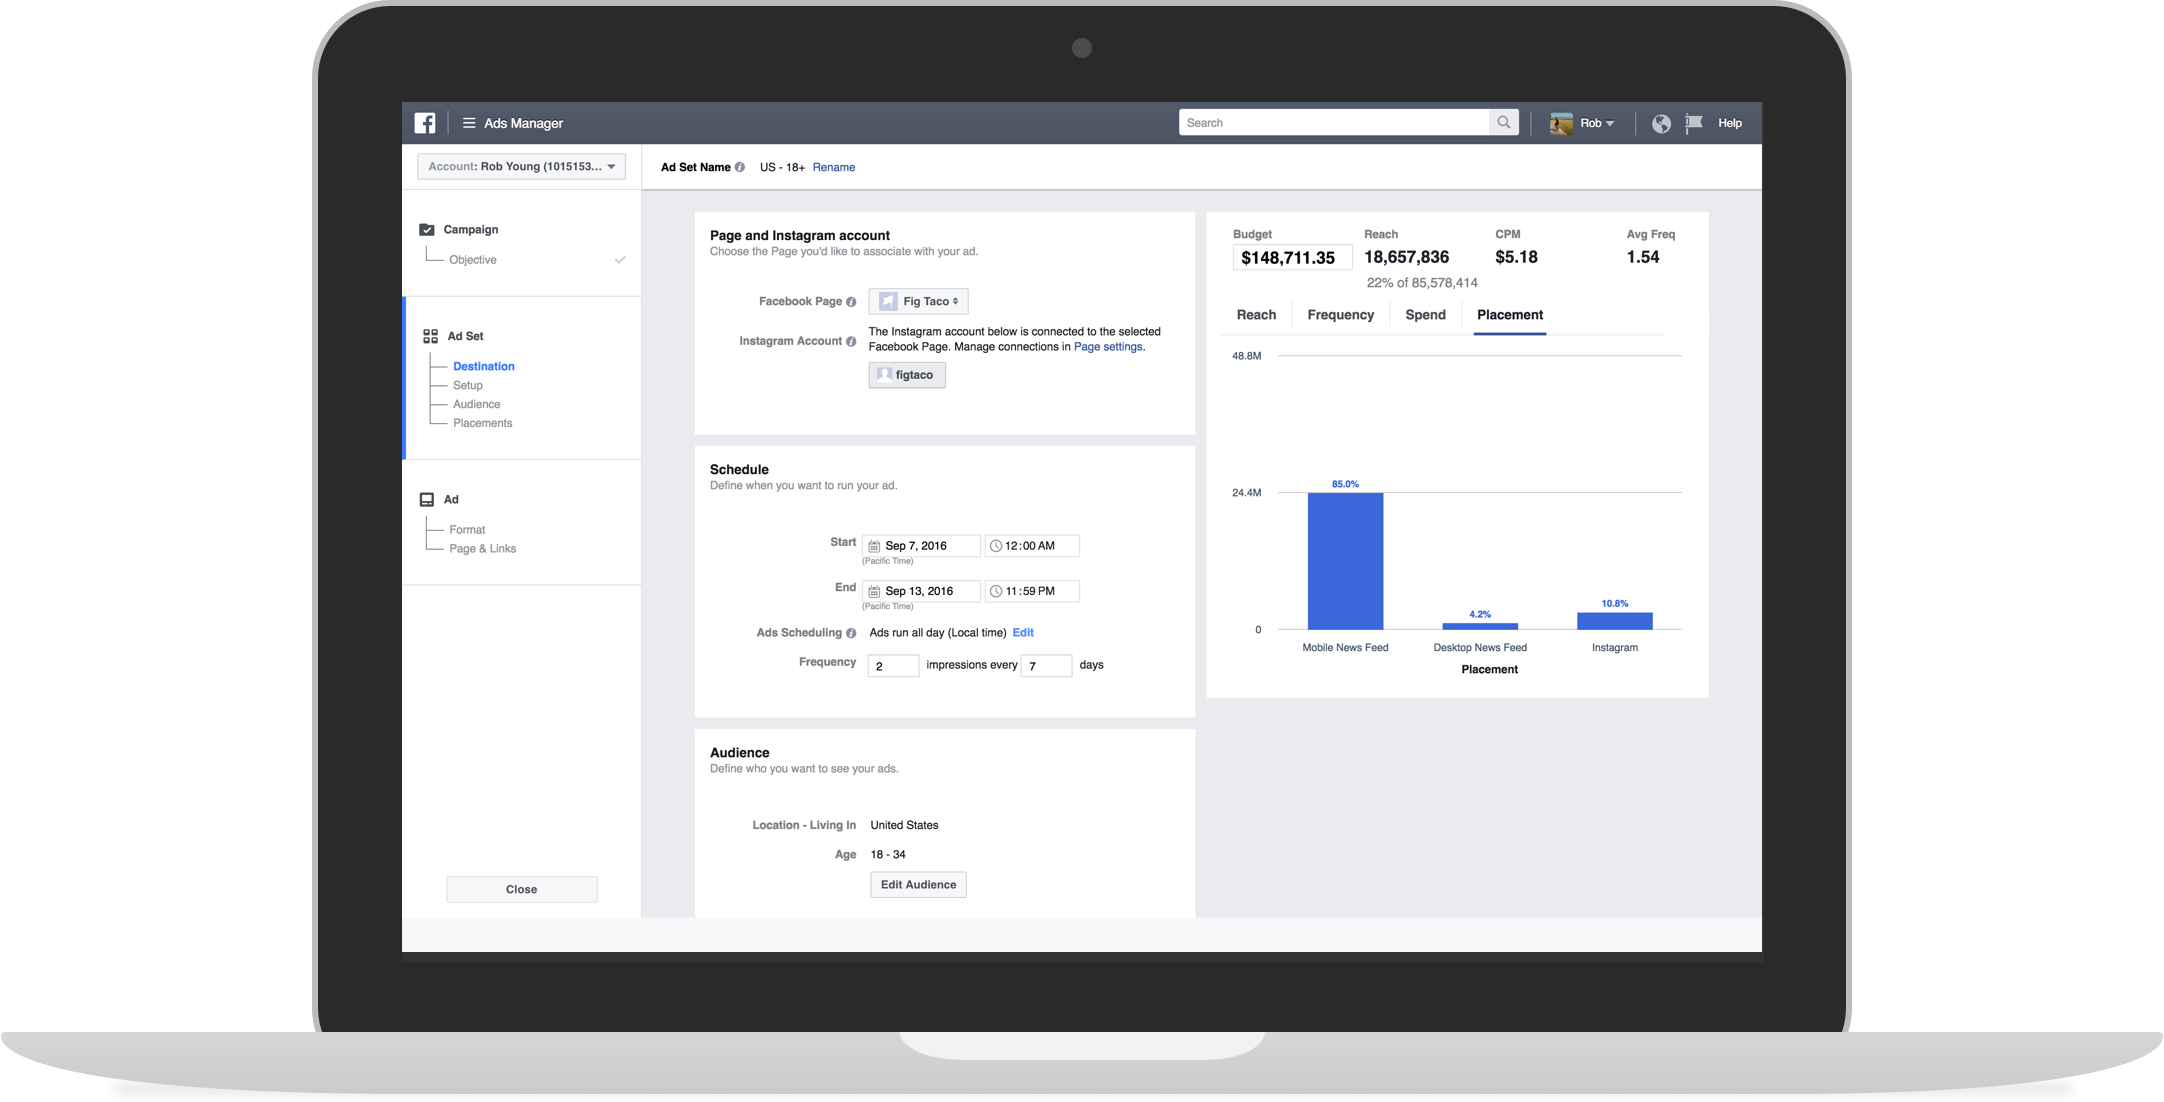 Ads Manager
Search
Rob
Help
Account: Rob Young (1015153...
Ad Set Name US - 18+ Rename
Campaign
Objective
Ad Set
Destination
Setup
Audience
Placements
Ad
Format
Page & Links
Close
Page and Instagram account
Choose the Page you'd like to associate with your ad.
Facebook Page Fig Taco
Instagram Account The Instagram account below is connected to the selected
Facebook Page. Manage connections in Page settings.
figtaco
Schedule
Define when you want to run your ad.
Start Sep 7, 2016 12:00 AM
(Pacific Time)
End Sep 13, 2016 11:59 PM
(Pacific Time)
Ads Scheduling Ads run all day (Local time) Edit
Frequency 2 impressions every 7 days
Audience
Define who you want to see your ads.
Location - Living In United States
Age 18 - 34
Edit Audience
Budget Reach CPM Avg Freq
$148,711.35 18,657,836 $5.18 1.54
22% of 85,578,414
Reach Frequency Spend Placement
48.8M
24.4M
0
85.0%
4.2%
10.8%
Mobile News Feed Desktop News Feed Instagram
Placement